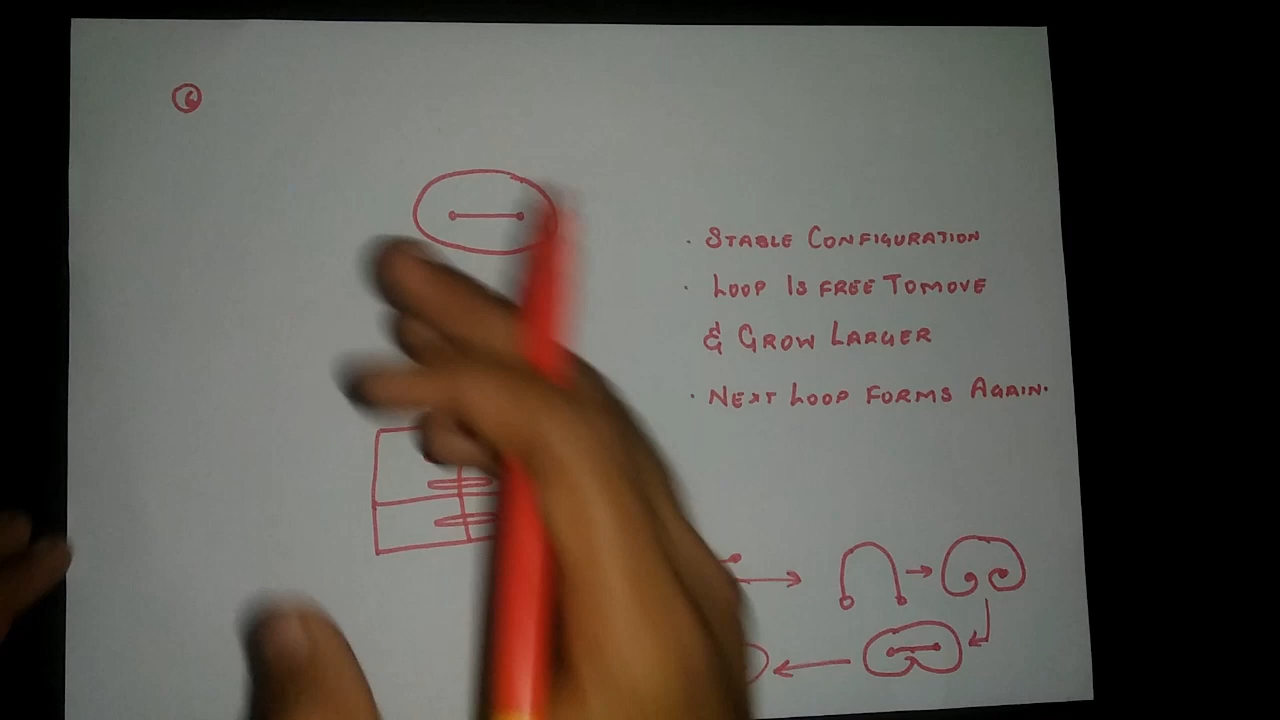 · STABLE CONFIGURATION
· LOOP IS FREE TO MOVE
& GROW LARGER
· NEXT LOOP FORMS AGAIN.